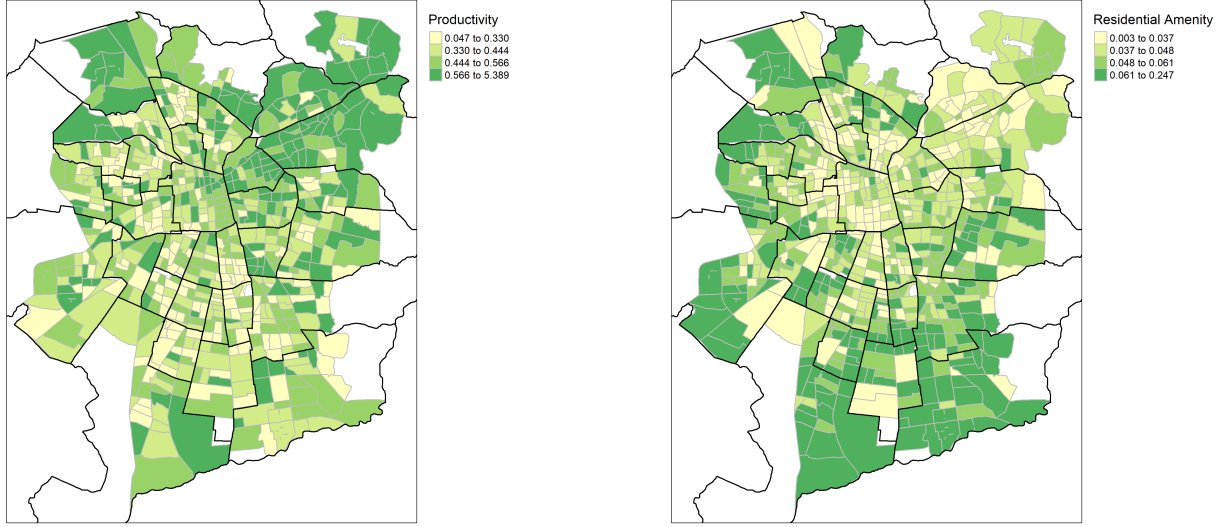 Productivity
0.047 to 0.330
0.330 to 0.444
0.444 to 0.566
0.566 to 5.389
Residential Amenity
0.003 to 0.037
0.037 to 0.048
0.048 to 0.061
0.061 to 0.247